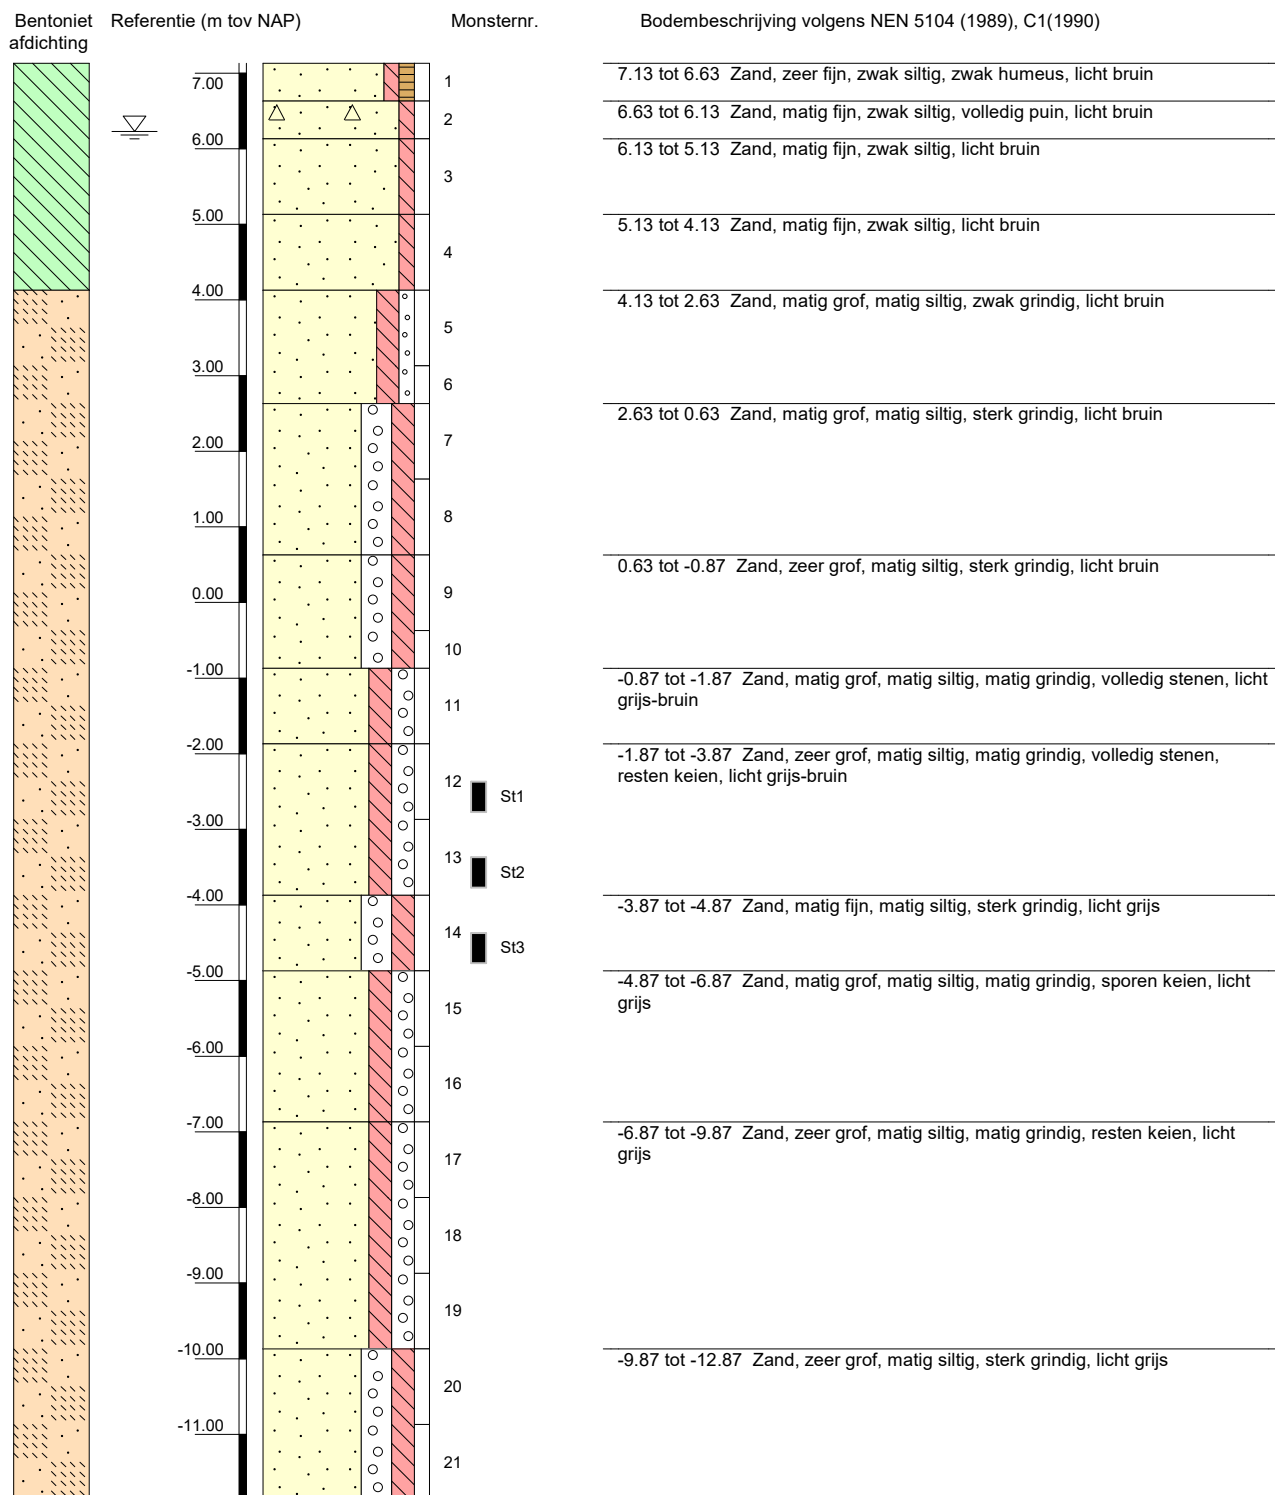 Bentoniet
afdichting
Referentie (m tov NAP)
Monsternr.
Bodembeschrijving volgens NEN 5104 (1989), C1(1990)
7.00
1
7.13 tot 6.63 Zand, zeer fijn, zwak siltig, zwak humeus, licht bruin
2
6.63 tot 6.13 Zand, matig fijn, zwak siltig, volledig puin, licht bruin
6.00
6.13 tot 5.13 Zand, matig fijn, zwak siltig, licht bruin
3
5.00
5.13 tot 4.13 Zand, matig fijn, zwak siltig, licht bruin
4
4.00
4.13 tot 2.63 Zand, matig grof, matig siltig, zwak grindig, licht bruin
5
3.00
6
2.63 tot 0.63 Zand, matig grof, matig siltig, sterk grindig, licht bruin
7
2.00
8
1.00
0.63 tot -0.87 Zand, zeer grof, matig siltig, sterk grindig, licht bruin
9
0.00
10
-1.00
-0.87 tot -1.87 Zand, matig grof, matig siltig, matig grindig, volledig stenen, licht
grijs-bruin
11
-2.00
-1.87 tot -3.87 Zand, zeer grof, matig siltig, matig grindig, volledig stenen,
resten keien, licht grijs-bruin
12
St1
-3.00
13
St2
-4.00
-3.87 tot -4.87 Zand, matig fijn, matig siltig, sterk grindig, licht grijs
14
St3
-5.00
-4.87 tot -6.87 Zand, matig grof, matig siltig, matig grindig, sporen keien, licht
grijs
15
-6.00
16
-7.00
-6.87 tot -9.87 Zand, zeer grof, matig siltig, matig grindig, resten keien, licht
grijs
17
-8.00
18
-9.00
19
-10.00
-9.87 tot -12.87 Zand, zeer grof, matig siltig, sterk grindig, licht grijs
20
-11.00
21